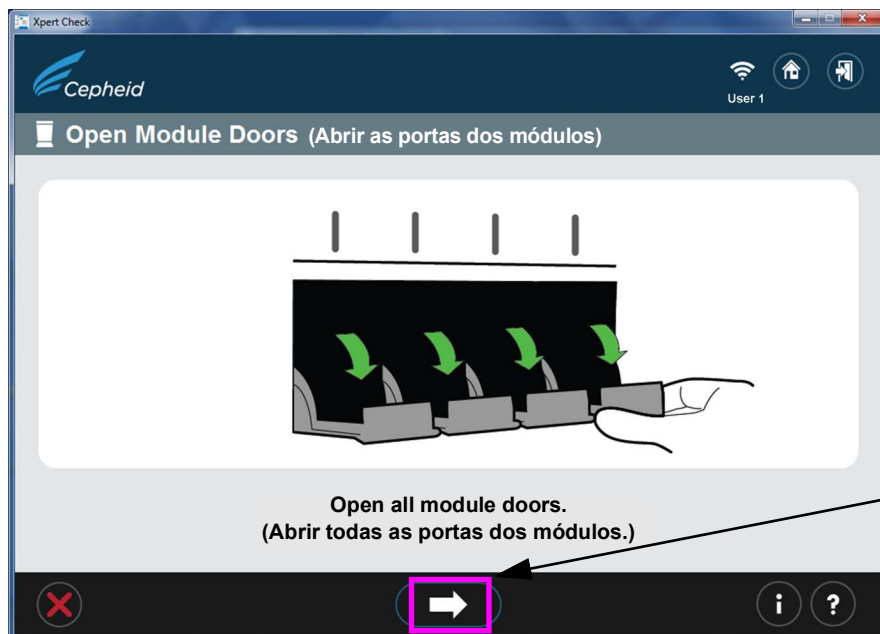 Xpert Check
Cepheid
User 1
Open Module Doors (Abrir as portas dos módulos)
Open all module doors.
(Abrir todas as portas dos módulos.)
i ?